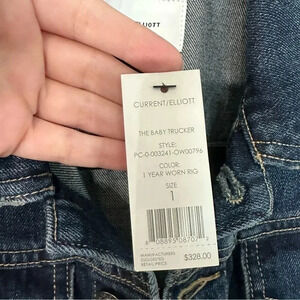 ELLIOTT
CURRENT/ELLIOTT
THE BABY TRUCKER
STYLE:
PC-0-003241-OW00796
COLOR:
1 YEAR WORN RIG
SIZE
1
MANUFACTURERS
SUGGESTED
RETAIL PRICE
$328.00